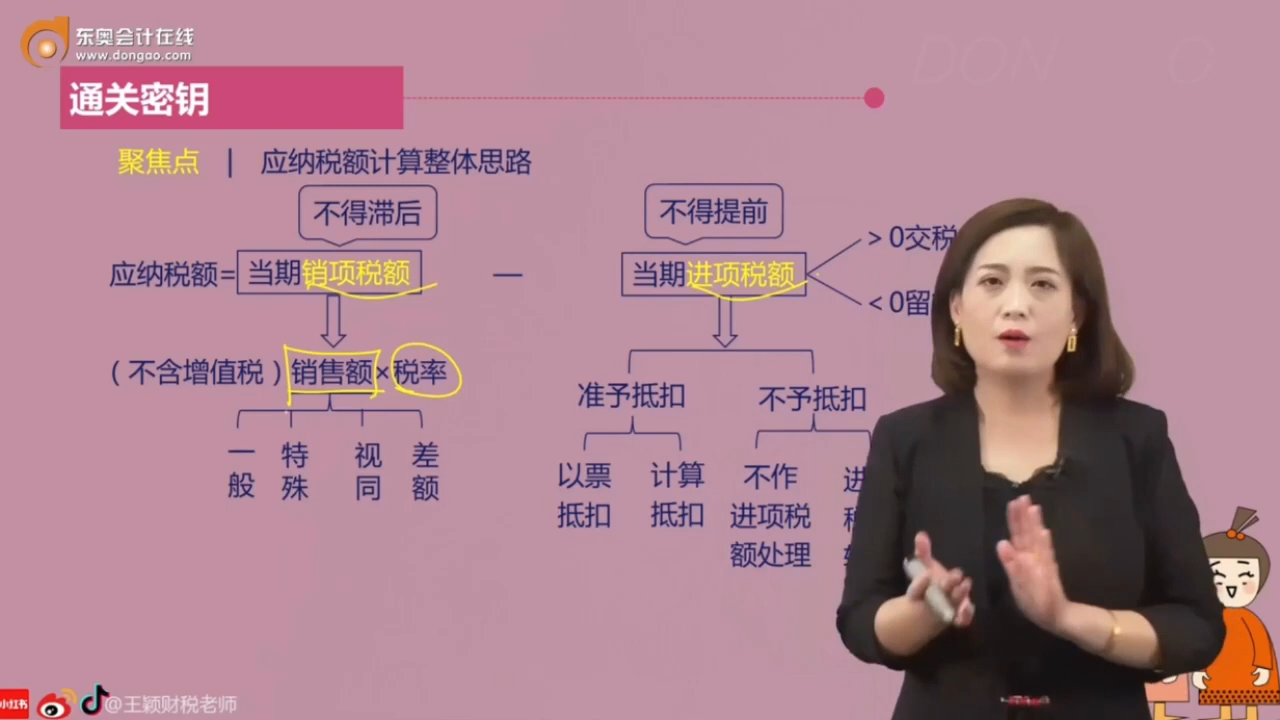 东奥会计在线
www.dongao.com
DON
通关密钥
聚焦点 | 应纳税额计算整体思路
不得滞后
不得提前
应纳税额=当期销项税额 — 当期进项税额
>0交税
<0留
（不含增值税）销售额×税率
准予抵扣
不予抵扣
一般
特殊
视同
差额
以票
抵扣
计算
抵扣
不作
进项税
额处理
进
小红书
@王颖财税老师